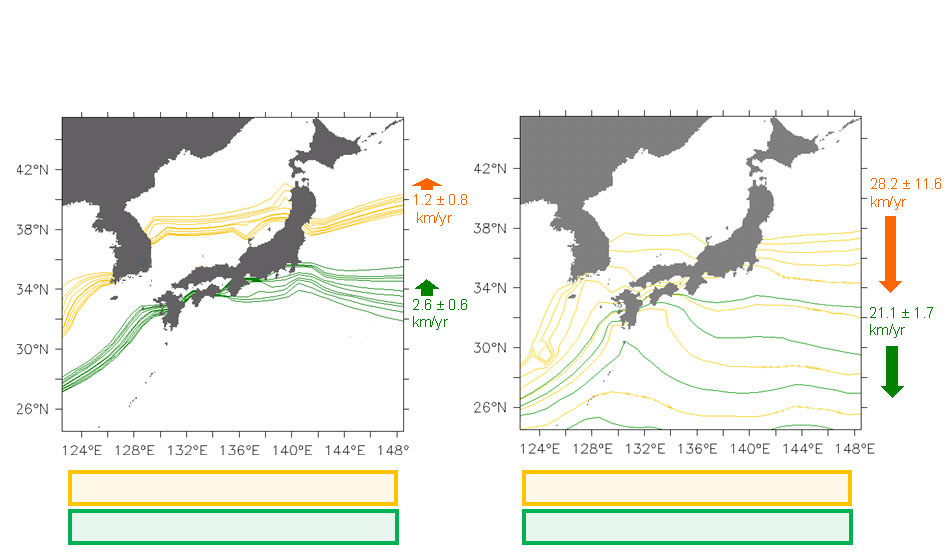 42°N
38°N
34°N
30°N
26°N
124°E 128°E 132°E 136°E 140°E 144°E 148°
1.2 ± 0.8
km/yr
2.6 ± 0.6
km/yr
42°N
38°N
34°N
30°N
26°N
124°E 128°E 132°E 136°E 140°E 144°E 148°E
28.2 ± 11.6
km/yr
21.1 ± 1.7
km/yr